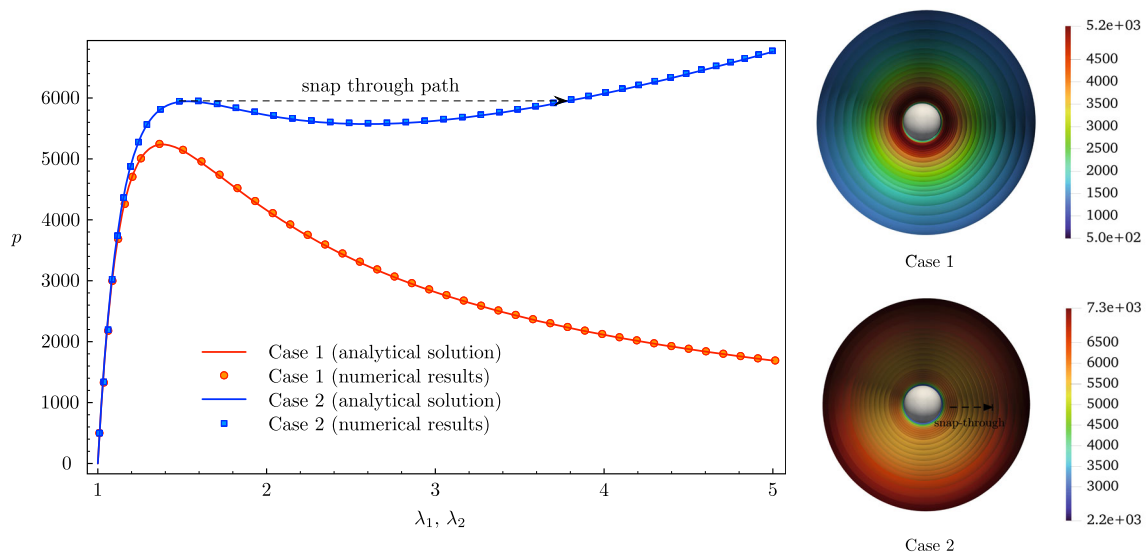 6000
5000
4000
3000
2000
1000
0
p
1
2
3
4
5
λ₁, λ₂
snap through path
Case 1 (analytical solution)
Case 1 (numerical results)
Case 2 (analytical solution)
Case 2 (numerical results)
5.2e+03
4500
4000
3500
3000
2500
2000
1500
1000
5.0e+02
Case 1
snap-through
7.3e+03
6500
6000
5500
5000
4500
4000
3500
3000
2.2e+03
Case 2